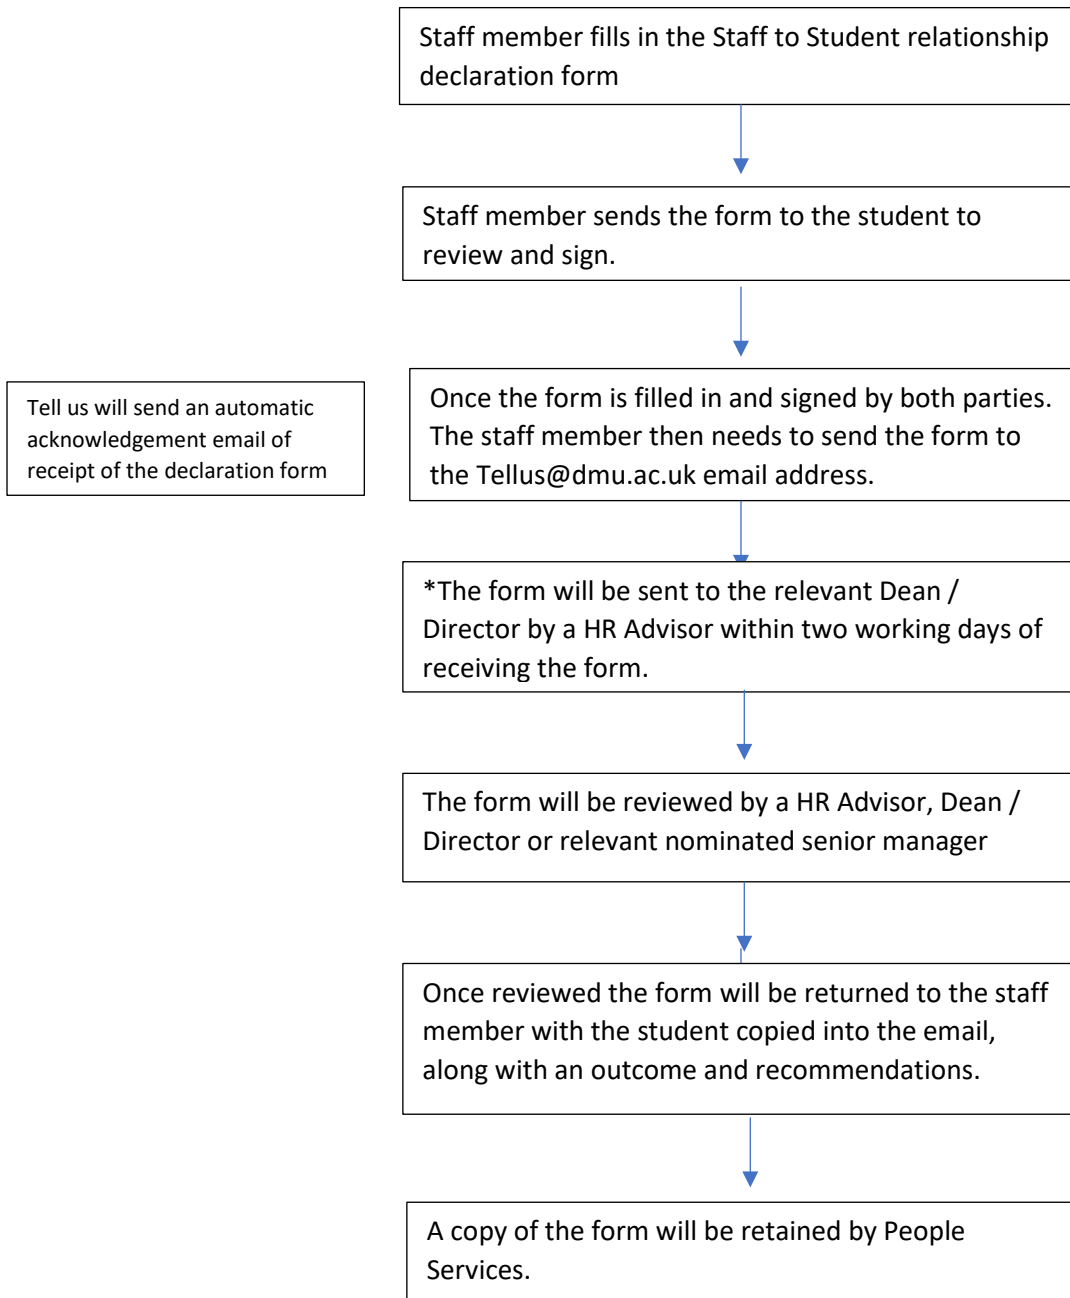 Staff member fills in the Staff to Student relationship
declaration form
Staff member sends the form to the student to
review and sign.
Tell us will send an automatic
acknowledgement email of
receipt of the declaration form
Once the form is filled in and signed by both parties.
The staff member then needs to send the form to
the Tellus@dmu.ac.uk email address.
*The form will be sent to the relevant Dean /
Director by a HR Advisor within two working days of
receiving the form.
The form will be reviewed by a HR Advisor, Dean /
Director or relevant nominated senior manager
Once reviewed the form will be returned to the staff
member with the student copied into the email,
along with an outcome and recommendations.
A copy of the form will be retained by People
Services.